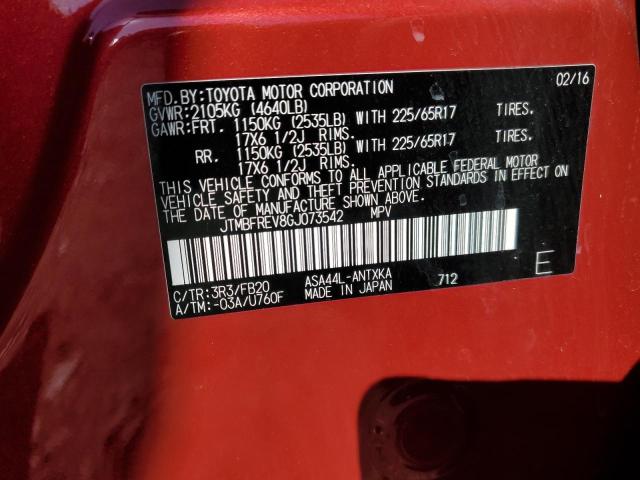 MFD.BY:TOYOTA MOTOR CORPORATION 02/16
GVWR:2105KG (4640LB)
GAWR:FRT. 1150KG (2535LB) WITH 225/65R17 TIRES.
17X6 1/2J RIMS.
RR. 1150KG (2535LB) WITH 225/65R17 TIRES.
17X6 1/2J RIMS.
THIS VEHICLE CONFORMS TO ALL APPLICABLE FEDERAL MOTOR
VEHICLE SAFETY AND THEFT PREVENTION STANDARDS IN EFFECT
ON THE DATE OF MANUFACTURE SHOWN ABOVE.
JTMBFREV8GJ073542 MPV
C/TR:3R3/FB20 ASA44L-ANTXKA 712 E
A/TM:-03A/U760F MADE IN JAPAN